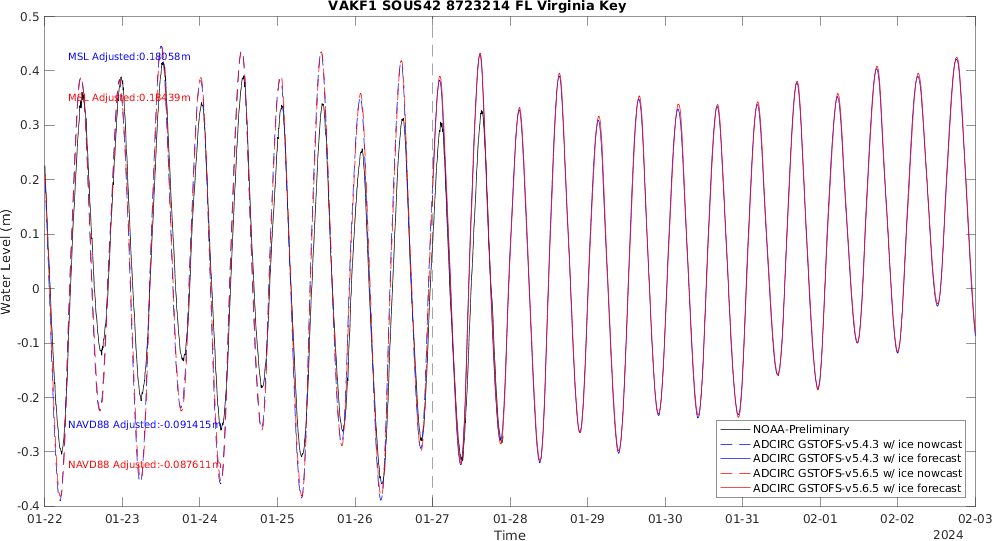 VAKF1 SOUS42 8723214 FL Virginia Key
0.5
0.4
0.3
0.2
0.1
0
-0.1
-0.2
-0.3
-0.4
Water Level (m)
MSL Adjusted:0.18058m
MSL Adjusted:0.18439m
NAVD88 Adjusted:-0.091415m
NAVD88 Adjusted:-0.087611m
NOAA-Preliminary
ADCIRC GSTOFS-v5.4.3 w/ ice nowcast
ADCIRC GSTOFS-v5.4.3 w/ ice forecast
ADCIRC GSTOFS-v5.6.5 w/ ice nowcast
ADCIRC GSTOFS-v5.6.5 w/ ice forecast
01-22 01-23 01-24 01-25 01-26 01-27 01-28 01-29 01-30 01-31 02-01 02-02 02-03
Time
2024